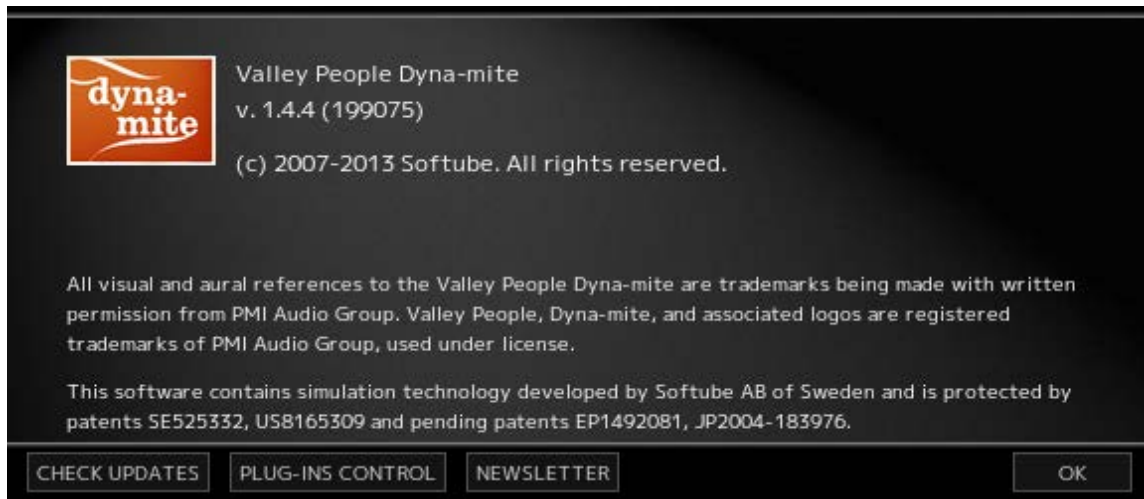 dyna-
mite
Valley People Dyna-mite
v. 1.4.4 (199075)
(c) 2007-2013 Softube. All rights reserved.
All visual and aural references to the Valley People Dyna-mite are trademarks being made with written
permission from PMI Audio Group. Valley People, Dyna-mite, and associated logos are registered
trademarks of PMI Audio Group, used under license.
This software contains simulation technology developed by Softube AB of Sweden and is protected by
patents SE525332, US8165309 and pending patents EP1492081, JP2004-183976.
CHECK UPDATES PLUG-INS CONTROL NEWSLETTER OK